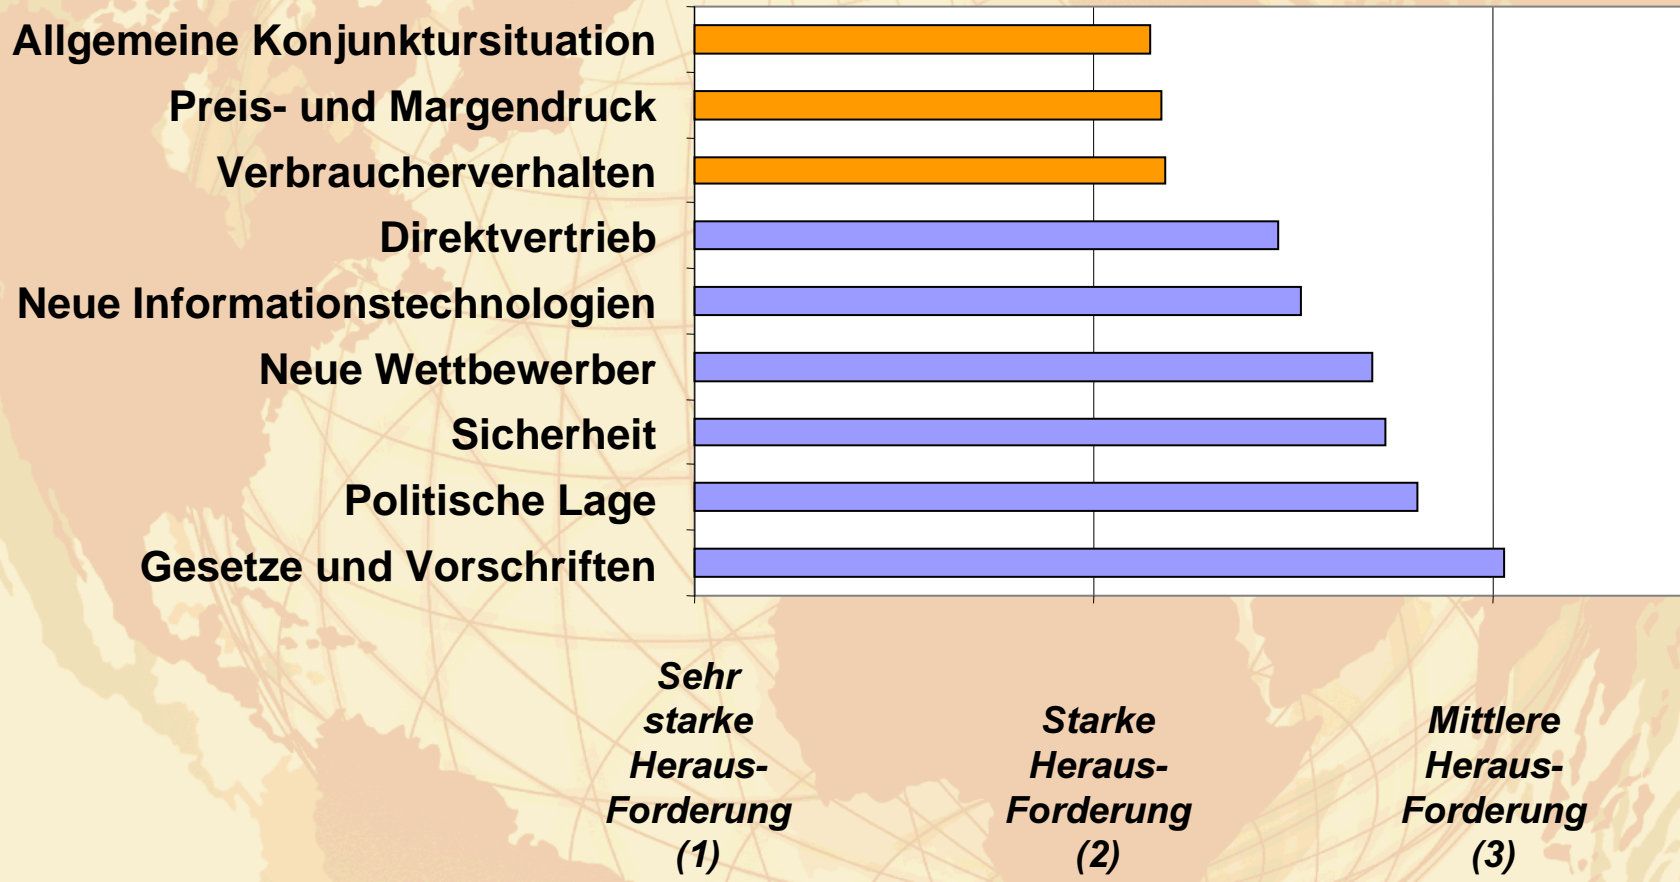 Allgemeine Konjunktursituation
Preis- und Margendruck
Verbraucherverhalten
Direktvertrieb
Neue Informationstechnologien
Neue Wettbewerber
Sicherheit
Politische Lage
Gesetze und Vorschriften
Sehr
starke
Heraus-
Forderung
(1)
Starke
Heraus-
Forderung
(2)
Mittlere
Heraus-
Forderung
(3)